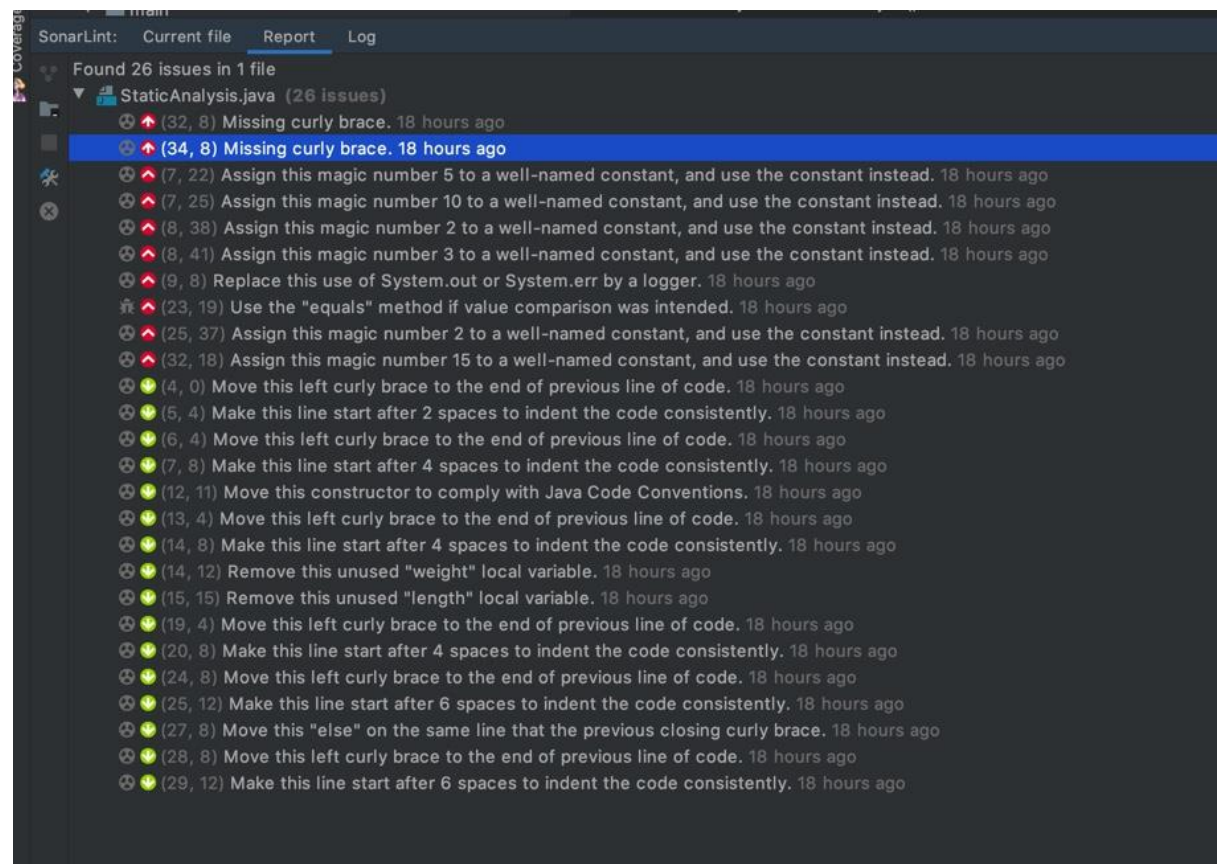 main
Coverage
SonarLint: Current file Report Log
Found 26 issues in 1 file
StaticAnalysis.java (26 issues)
(32, 8) Missing curly brace. 18 hours ago
(34, 8) Missing curly brace. 18 hours ago
(7, 22) Assign this magic number 5 to a well-named constant, and use the constant instead. 18 hours ago
(7, 25) Assign this magic number 10 to a well-named constant, and use the constant instead. 18 hours ago
(8, 38) Assign this magic number 2 to a well-named constant, and use the constant instead. 18 hours ago
(8, 41) Assign this magic number 3 to a well-named constant, and use the constant instead. 18 hours ago
(9, 8) Replace this use of System.out or System.err by a logger. 18 hours ago
(23, 19) Use the "equals" method if value comparison was intended. 18 hours ago
(25, 37) Assign this magic number 2 to a well-named constant, and use the constant instead. 18 hours ago
(32, 18) Assign this magic number 15 to a well-named constant, and use the constant instead. 18 hours ago
(4, 0) Move this left curly brace to the end of previous line of code. 18 hours ago
(5, 4) Make this line start after 2 spaces to indent the code consistently. 18 hours ago
(6, 4) Move this left curly brace to the end of previous line of code. 18 hours ago
(7, 8) Make this line start after 4 spaces to indent the code consistently. 18 hours ago
(12, 11) Move this constructor to comply with Java Code Conventions. 18 hours ago
(13, 4) Move this left curly brace to the end of previous line of code. 18 hours ago
(14, 8) Make this line start after 4 spaces to indent the code consistently. 18 hours ago
(14, 12) Remove this unused "weight" local variable. 18 hours ago
(15, 15) Remove this unused "length" local variable. 18 hours ago
(19, 4) Move this left curly brace to the end of previous line of code. 18 hours ago
(20, 8) Make this line start after 4 spaces to indent the code consistently. 18 hours ago
(24, 8) Move this left curly brace to the end of previous line of code. 18 hours ago
(25, 12) Make this line start after 6 spaces to indent the code consistently. 18 hours ago
(27, 8) Move this "else" on the same line that the previous closing curly brace. 18 hours ago
(28, 8) Move this left curly brace to the end of previous line of code. 18 hours ago
(29, 12) Make this line start after 6 spaces to indent the code consistently. 18 hours ago